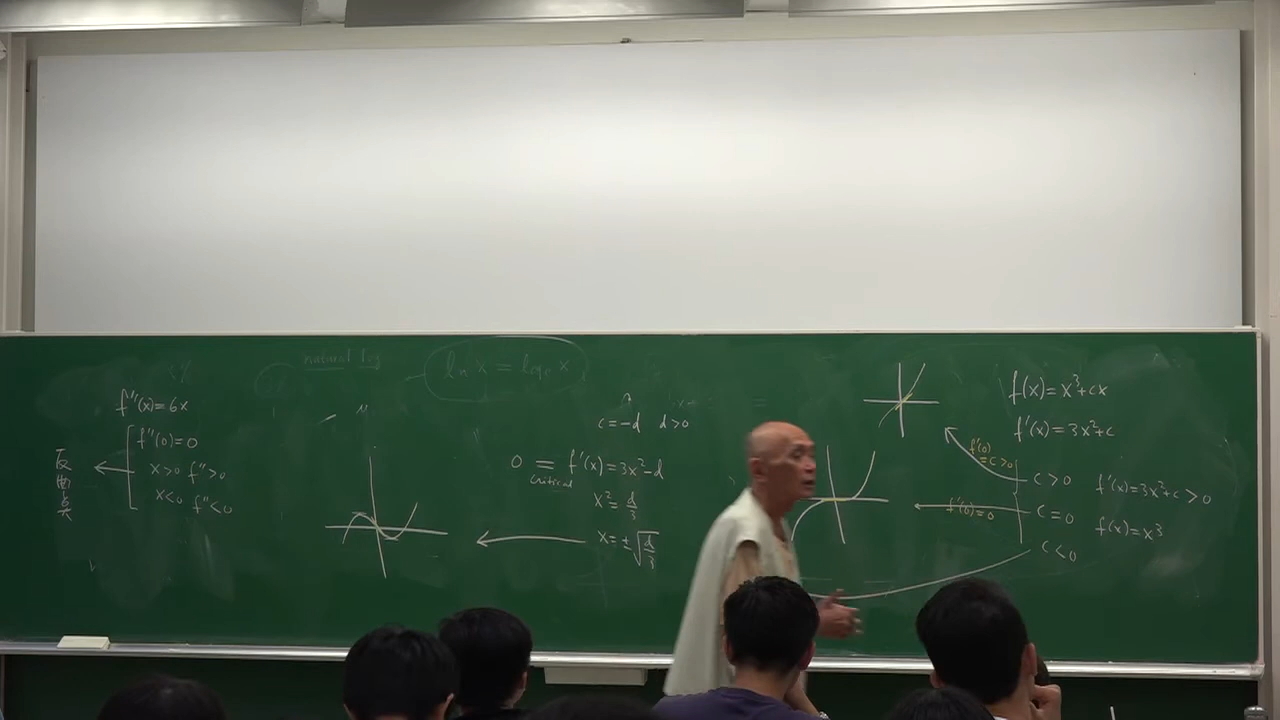 f(x)=x³+cx
f'(x)=3x²+c
f'(0)
=c>0
c>0 f'(x)=3x²+c>0
f'(0)=0
c=0 f(x)=x³
c<0
natural log
ln x = log_e x
c=-d d>0
0 = f'(x)=3x²-d
critical
x²=d/3
x=±√(d/3)
f''(x)=6x
f''(0)=0
x>0 f''>0
x<0 f''<0
反曲點